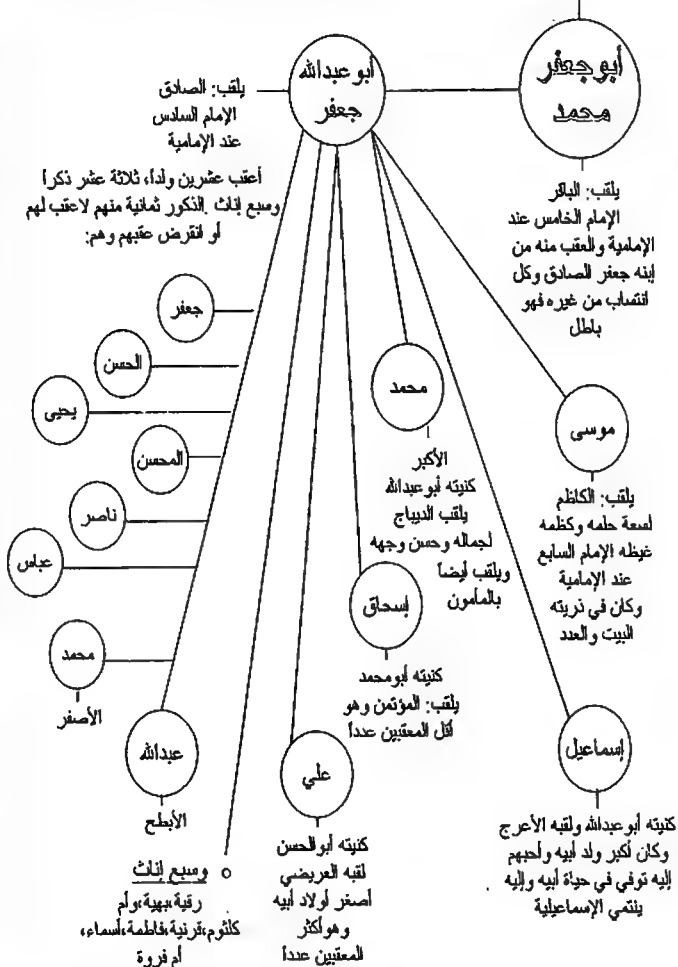 أبو جعفر
محمد
يلقب: الباقر
الإمام الخامس عند
الإمامية والعقب منه من
إبنه جعفر الصادق وكل
انتساب من غيره فهو
باطل
أبو عبدالله
جعفر
يلقب: الصادق
الإمام السادس
عند الإمامية
أعقب عشرين ولداً، ثلاثة عشر ذكراً
وسبع إناث .الذكور ثمانية منهم لاعقب لهم
أو انقرض عقبهم وهم:
جعفر
الحسن
يحيى
المحسن
ناصر
عباس
محمد
الأصغر
عبدالله
الأبطح
وسبع إناث
رقية،بهية،وأم
كلثوم،قرنية،فاطمة،أسماء،
أم فروة
علي
كنيته أبوالحسن
لقبه العريضي
أصغر أولاد أبيه
وهوأكثر
المعقبين عدداً
إسحاق
كنيته أبومحمد
يلقب: المؤتمن وهو
أقل المعقبين عدداً
محمد
الأكبر
كنيته أبوعبدالله
يلقب الديباج
لجماله وحسن وجهه
ويلقب أيضاً
بالمأمون
موسى
يلقب: الكاظم
لسعة حلمه وكظمه
غيظه الإمام السابع
عند الإمامية
وكان في ذريته
البيت والعدد
إسماعيل
كنيته أبوعبدالله ولقبه الأعرج
وكان أكبر ولد أبيه وأحبهم
إليه توفي في حياة أبيه وإليه
ينتمي الإسماعيلية